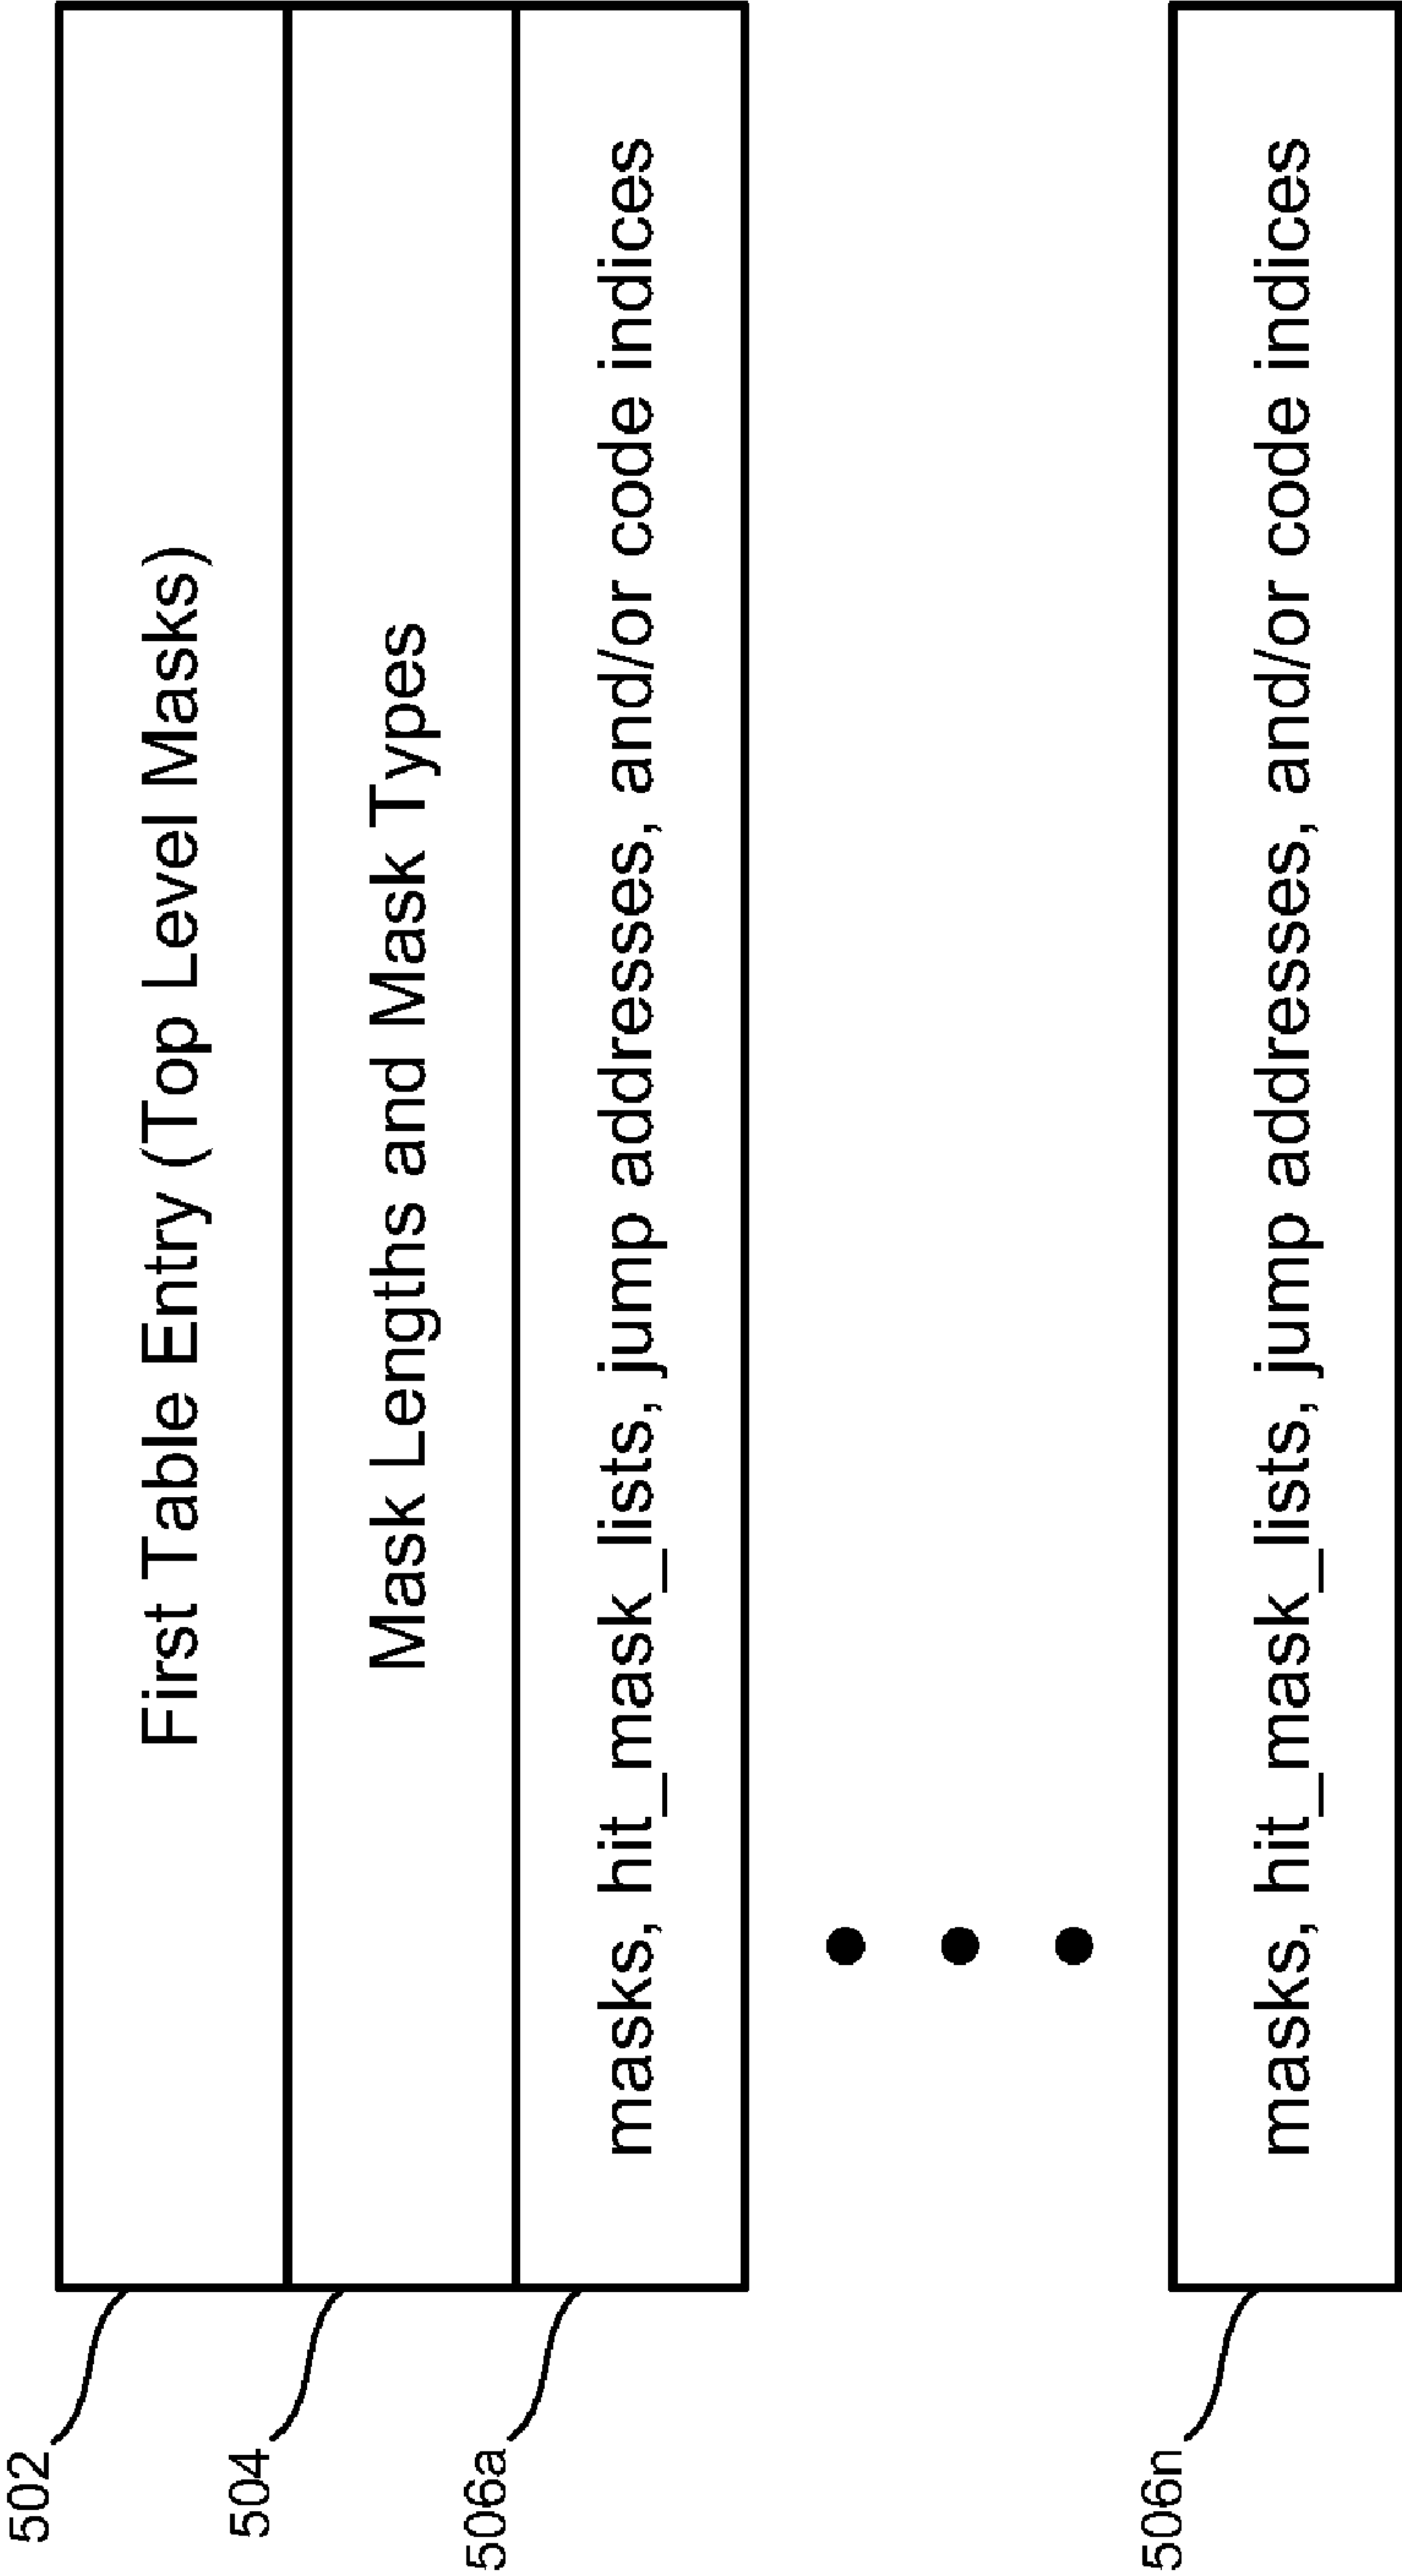 502
First Table Entry (Top Level Masks)
504
Mask Lengths and Mask Types
506a
masks, hit_mask_lists, jump addresses, and/or code indices
506n
masks, hit_mask_lists, jump addresses, and/or code indices